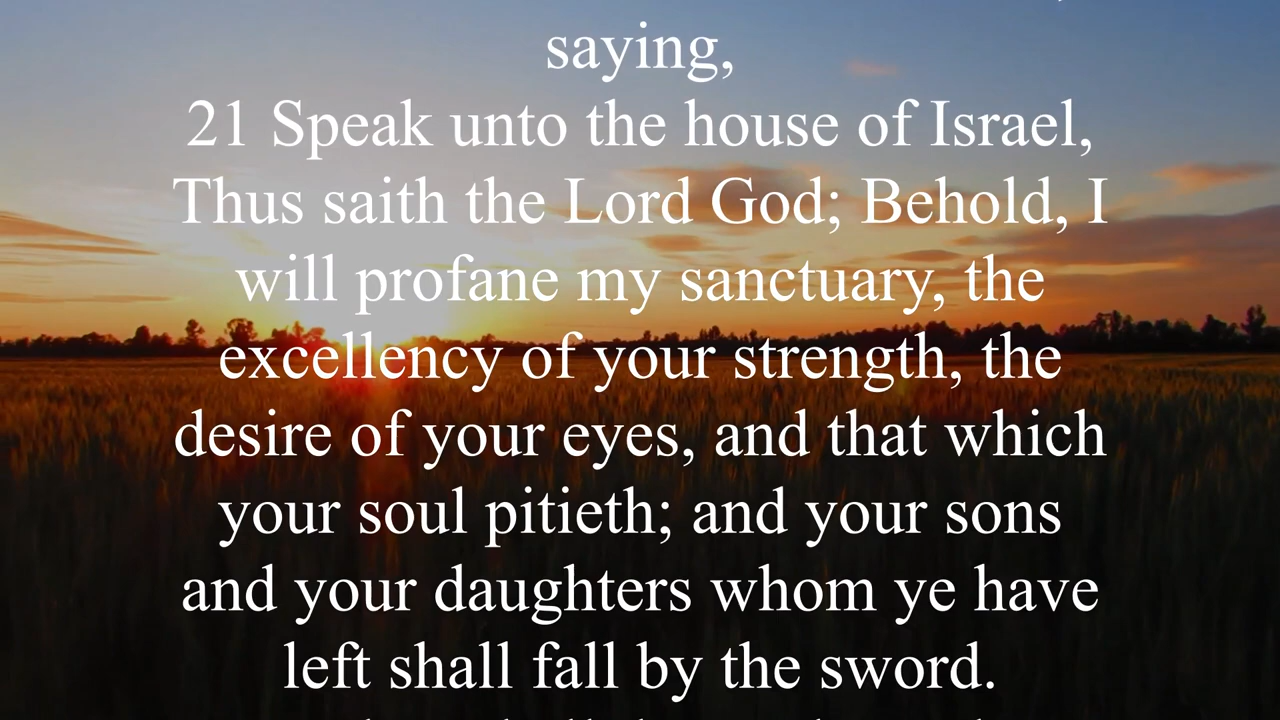 saying,
21 Speak unto the house of Israel,
Thus saith the Lord God; Behold, I
will profane my sanctuary, the
excellency of your strength, the
desire of your eyes, and that which
your soul pitieth; and your sons
and your daughters whom ye have
left shall fall by the sword.